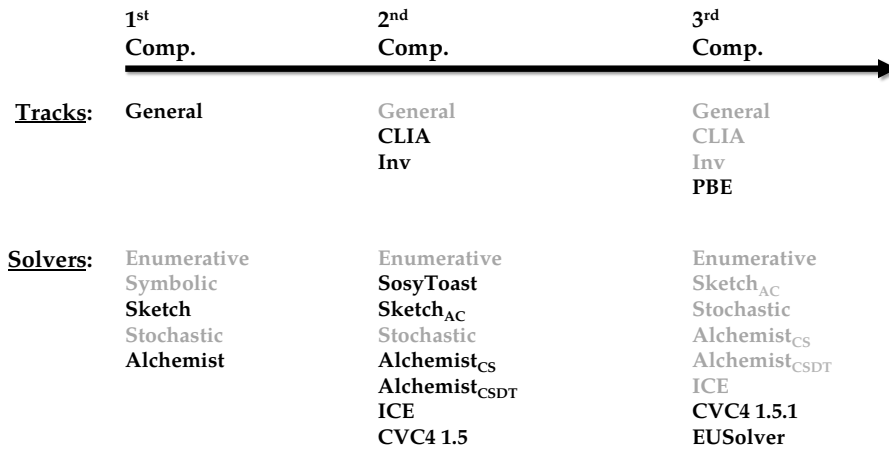 1st 2nd 3rd
Comp. Comp. Comp.
Tracks: General General General
CLIA CLIA
Inv Inv
PBE
Solvers: Enumerative Enumerative Enumerative
Symbolic SosyToast SketchAC
Sketch SketchAC Stochastic
Stochastic Stochastic AlchemistCS
Alchemist AlchemistCS AlchemistCSDT
AlchemistCSDT ICE
ICE CVC4 1.5.1
CVC4 1.5 EUSolver